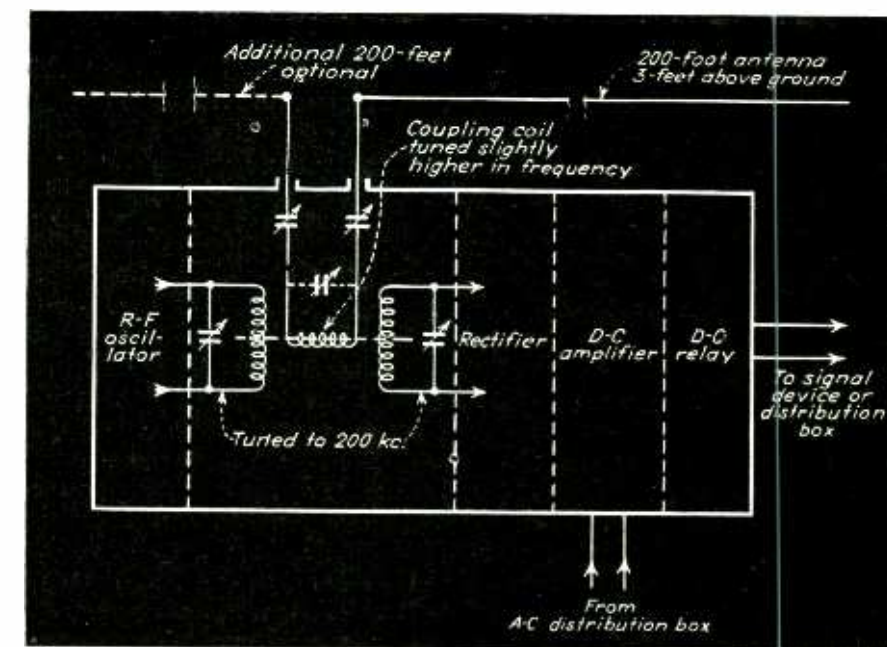 Additional 200-feet
optional
200-foot antenna
3-feet above ground
Coupling coil
tuned slightly
higher in frequency
R-F
oscil-
lator
Rectifier
D-C
amplifier
D-C
relay
To signal
device or
distribution
box
Tuned to 200 kc.
From
A-C distribution box